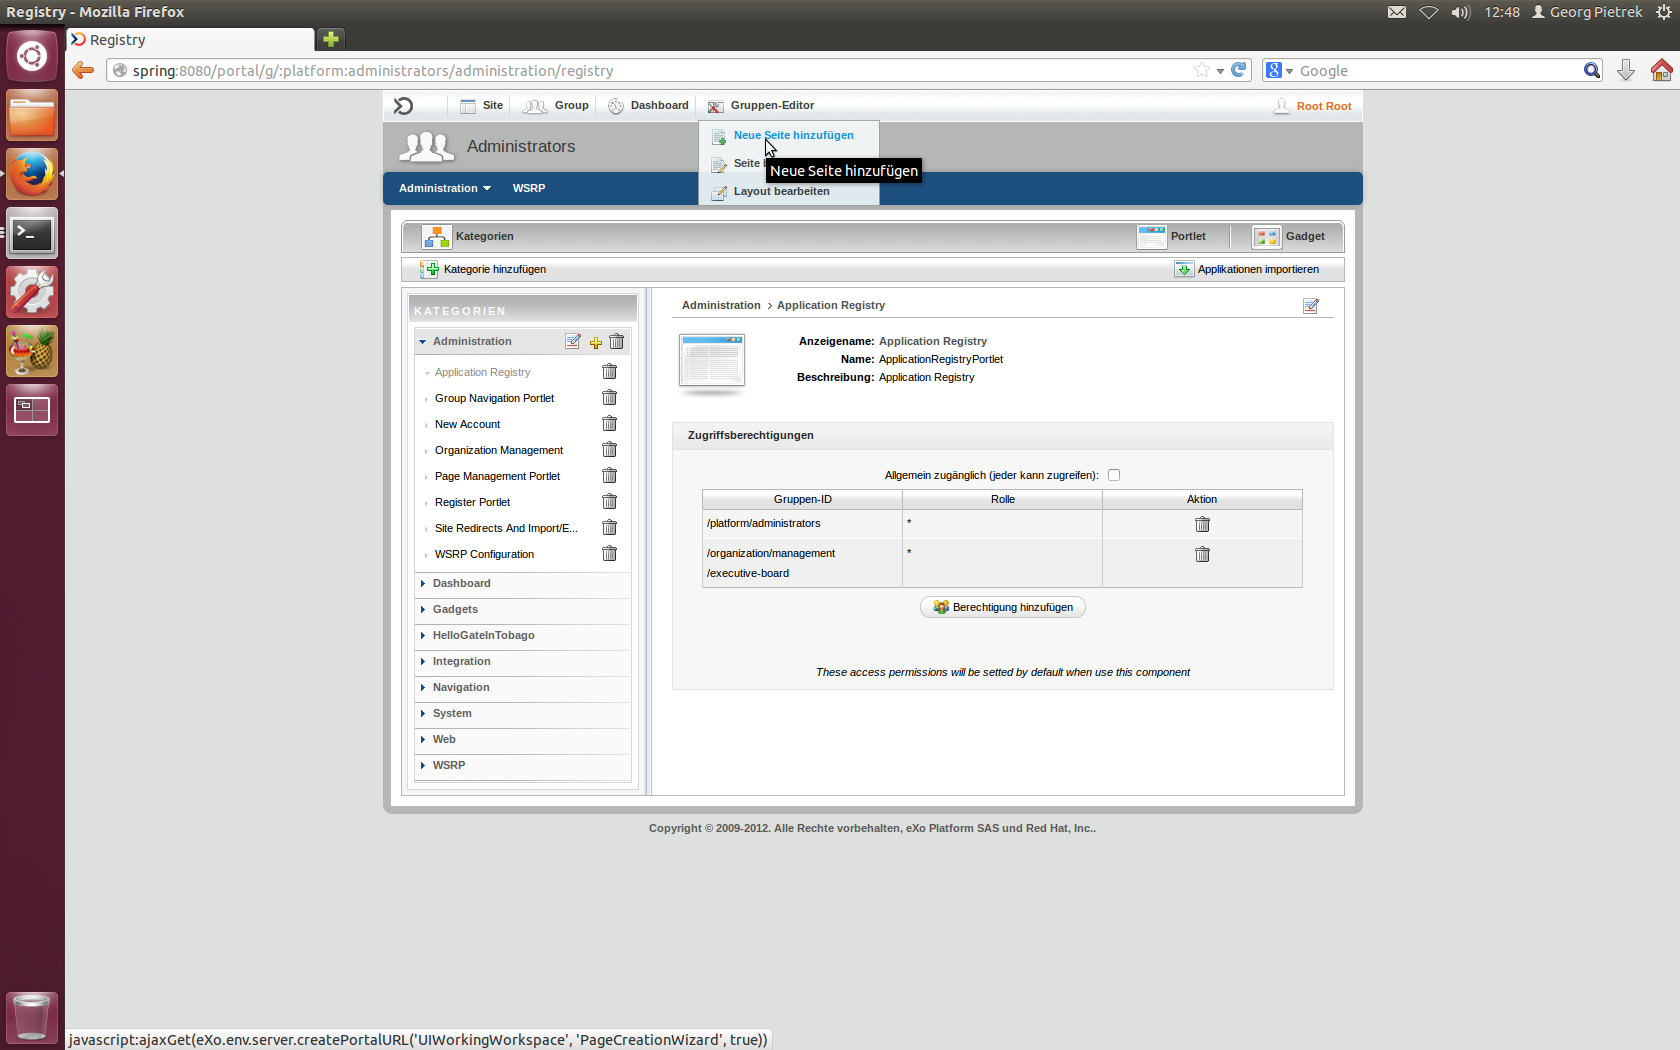 Registry - Mozilla Firefox
12:48
Georg Pietrek
Registry
spring:8080/portal/g/:platform:administrators/administration/registry
Google
Site
Group
Dashboard
Gruppen-Editor
Root Root
Administrators
Neue Seite hinzufügen
Seite
Neue Seite hinzufügen
Layout bearbeiten
Administration
WSRP
Kategorien
Portlet
Gadget
Kategorie hinzufügen
Applikationen importieren
KATEGORIEN
Administration
Application Registry
Group Navigation Portlet
New Account
Organization Management
Page Management Portlet
Register Portlet
Site Redirects And Import/E...
WSRP Configuration
Dashboard
Gadgets
HelloGateInTobago
Integration
Navigation
System
Web
WSRP
Administration > Application Registry
Anzeigename: Application Registry
Name: ApplicationRegistryPortlet
Beschreibung: Application Registry
Zugriffsberechtigungen
Allgemein zugänglich (jeder kann zugreifen):
Gruppen-ID Rolle Aktion
/platform/administrators *
/organization/management *
/executive-board
Berechtigung hinzufügen
These access permissions will be setted by default when use this component
Copyright © 2009-2012. Alle Rechte vorbehalten, eXo Platform SAS und Red Hat, Inc..
javascript:ajaxGet(eXo.env.server.createPortalURL('UIWorkingWorkspace', 'PageCreationWizard', true))